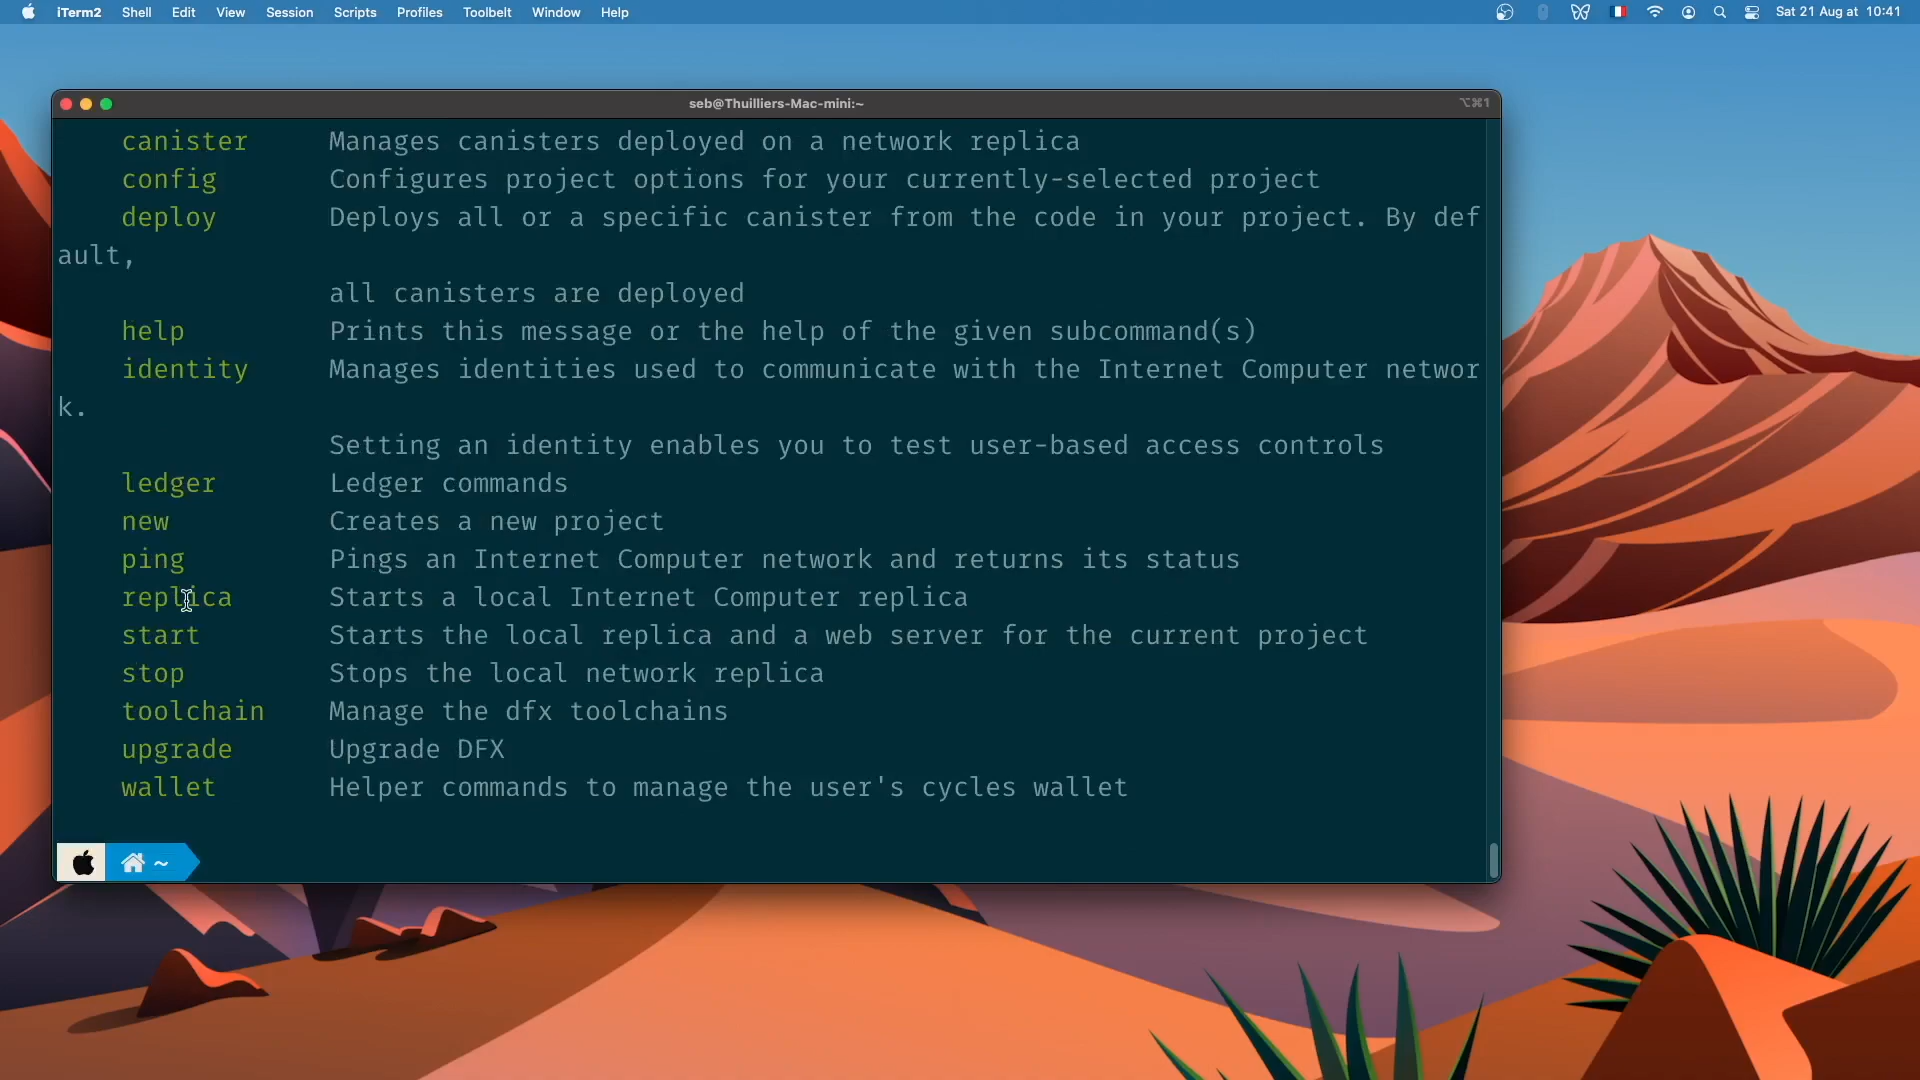 iTerm2 Shell Edit View Session Scripts Profiles Toolbelt Window Help Sat 21 Aug at 10:41
seb@Thuilliers-Mac-mini:~ ⌥⌘1
canister Manages canisters deployed on a network replica
config Configures project options for your currently-selected project
deploy Deploys all or a specific canister from the code in your project. By def
ault,
all canisters are deployed
help Prints this message or the help of the given subcommand(s)
identity Manages identities used to communicate with the Internet Computer networ
k.
Setting an identity enables you to test user-based access controls
ledger Ledger commands
new Creates a new project
ping Pings an Internet Computer network and returns its status
replica Starts a local Internet Computer replica
start Starts the local replica and a web server for the current project
stop Stops the local network replica
toolchain Manage the dfx toolchains
upgrade Upgrade DFX
wallet Helper commands to manage the user's cycles wallet
~